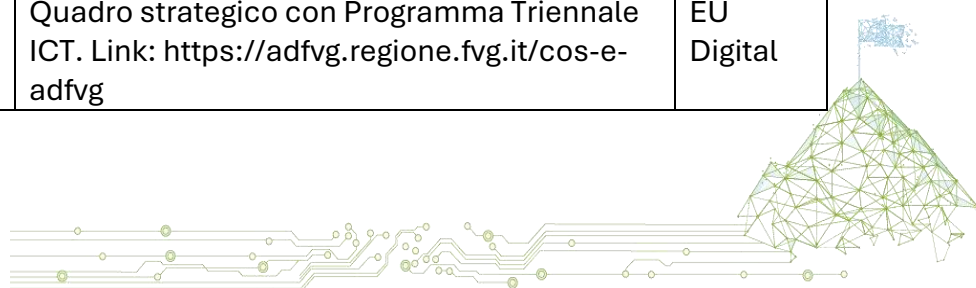 Quadro strategico con Programma Triennale
ICT. Link: https://adfvg.regione.fvg.it/cos-e-
adfvg
EU
Digital